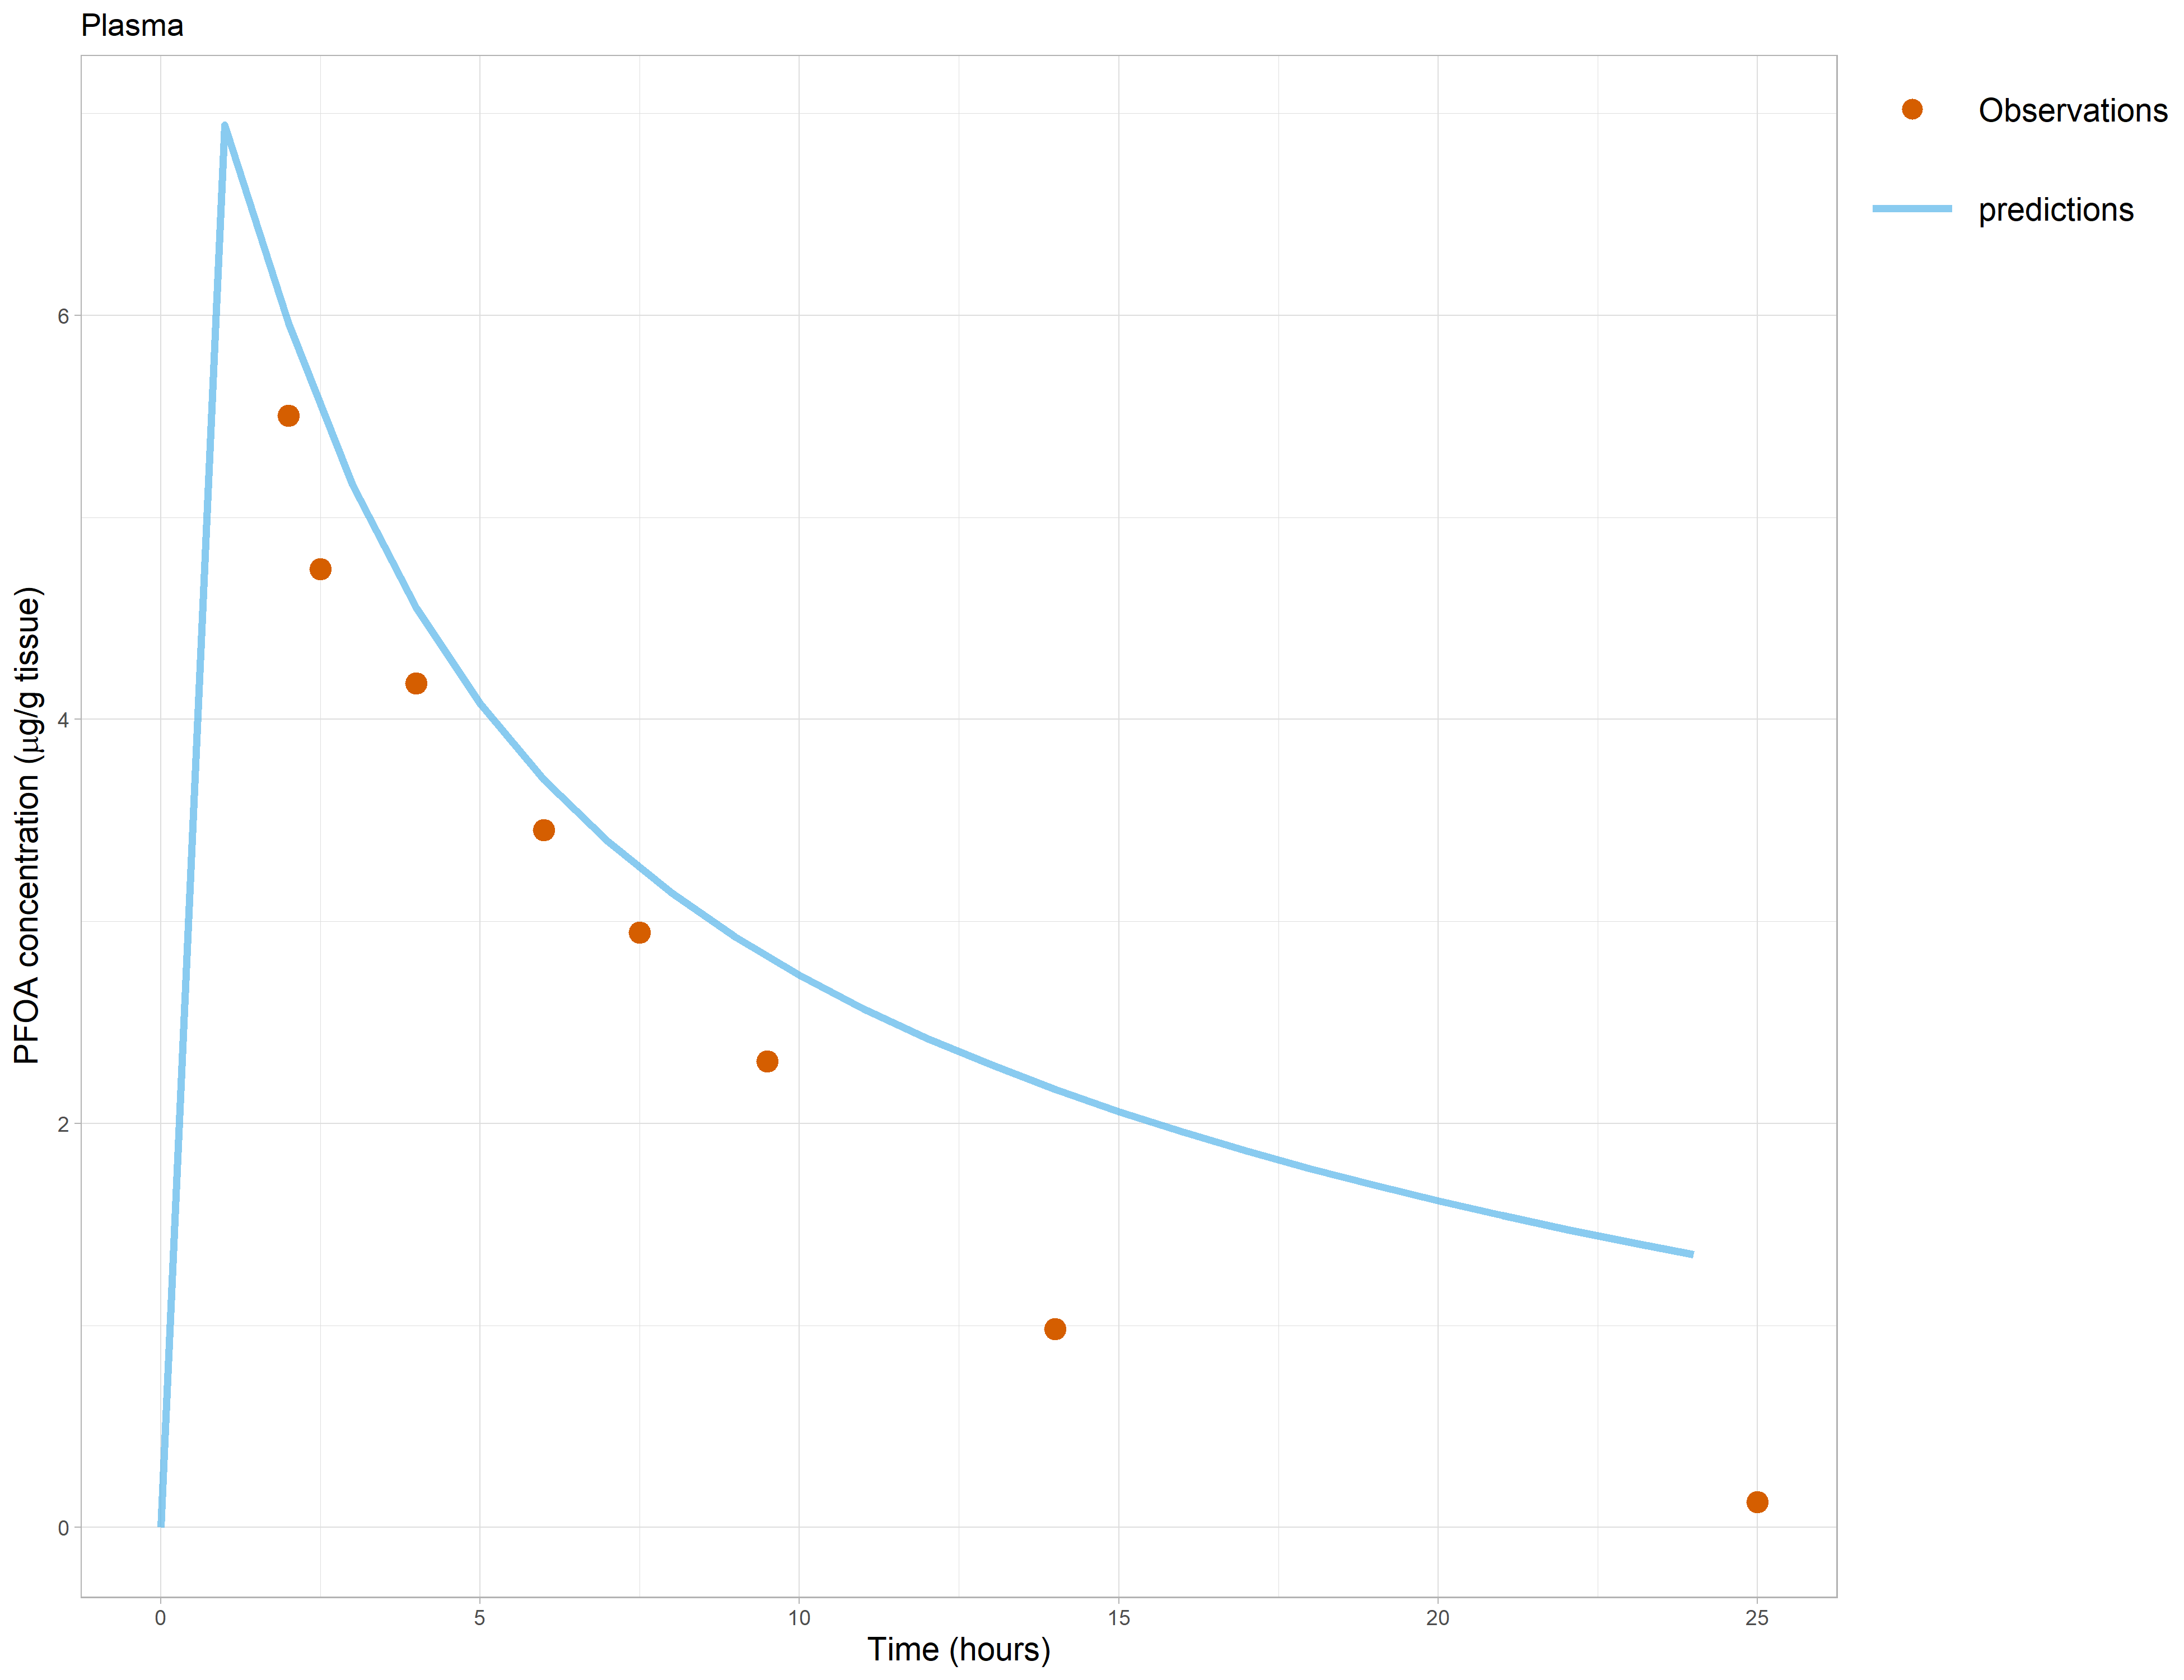 Plasma
Observations
predictions
PFOA concentration (μg/g tissue)
6
4
2
0
0 5 10 15 20 25
Time (hours)